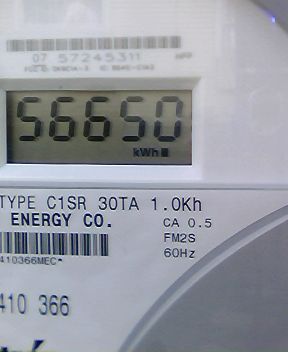 07 57245311
56650
kWh
TYPE C1SR 30TA 1.0Kh
ENERGY CO. CA 0.5
FM2S
410366MEC* 60Hz
410 366